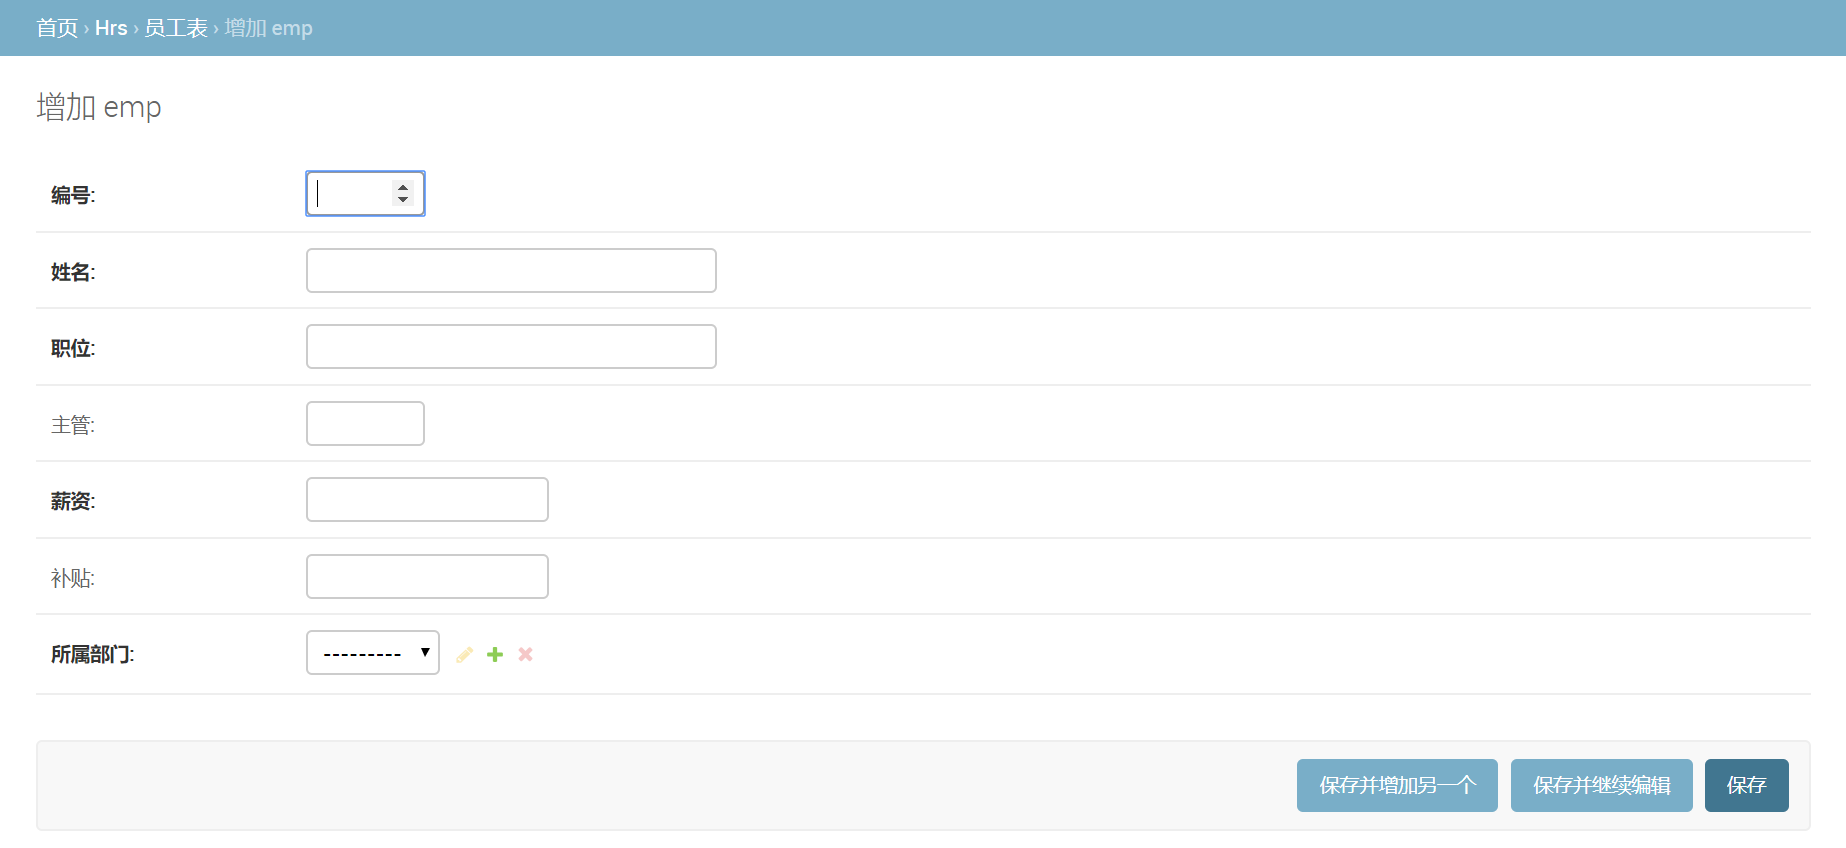 首页 › Hrs › 员工表 › 增加 emp
增加 emp
编号:
姓名:
职位:
主管:
薪资:
补贴:
所属部门: ---------
保存并增加另一个 保存并继续编辑 保存